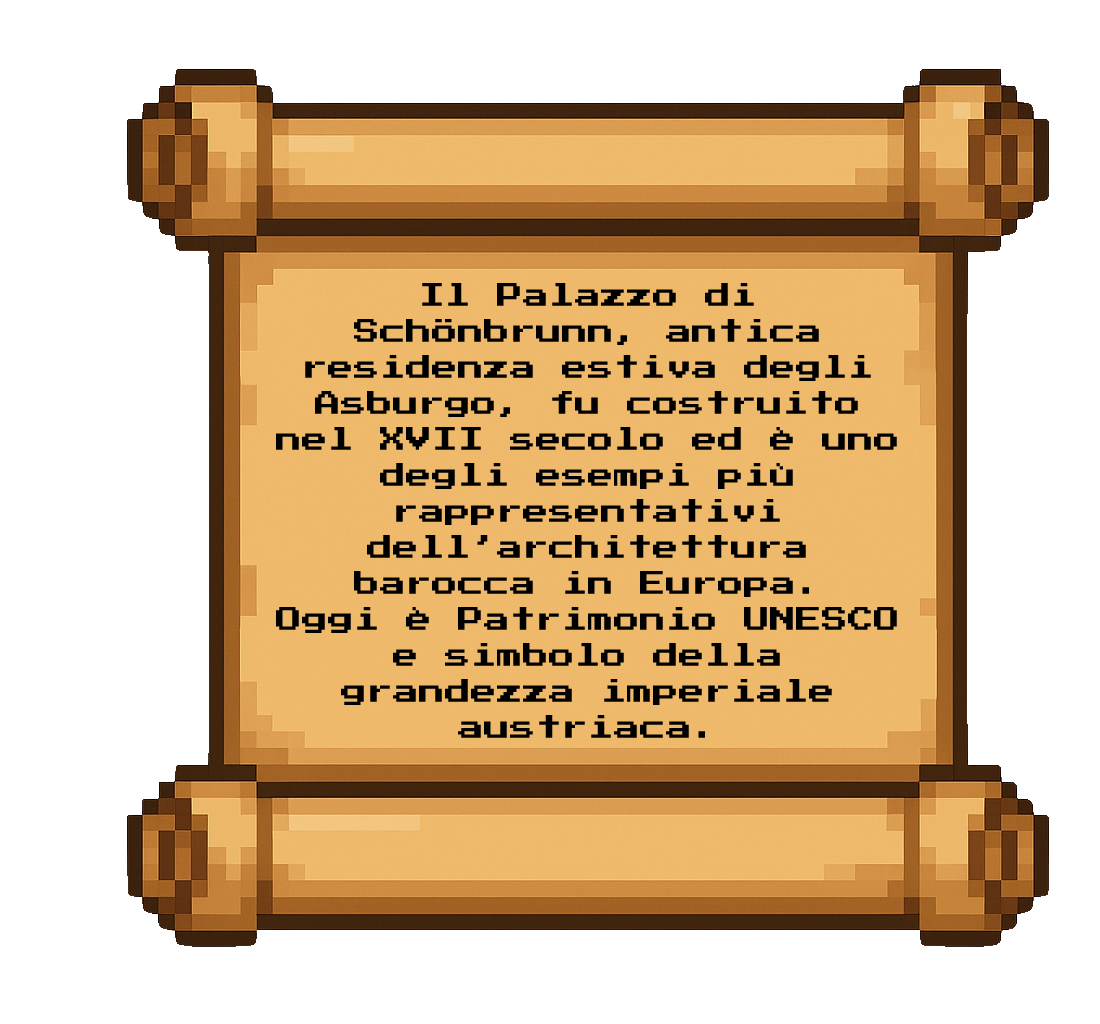 Il Palazzo di
Schönbrunn, antica
residenza estiva degli
Asburgo, fu costruito
nel XVII secolo ed è uno
degli esempi più
rappresentativi
dell'architettura
barocca in Europa.
Oggi è Patrimonio UNESCO
e simbolo della
grandezza imperiale
austriaca.